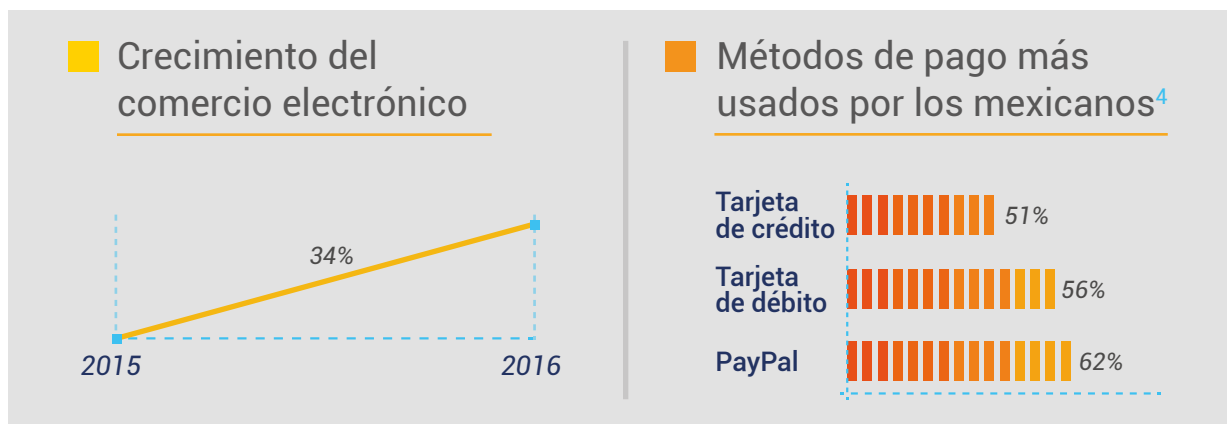 Crecimiento del
comercio electrónico
34%
2015
2016
Métodos de pago más
usados por los mexicanos4
Tarjeta
de crédito
51%
Tarjeta
de débito
56%
PayPal
62%